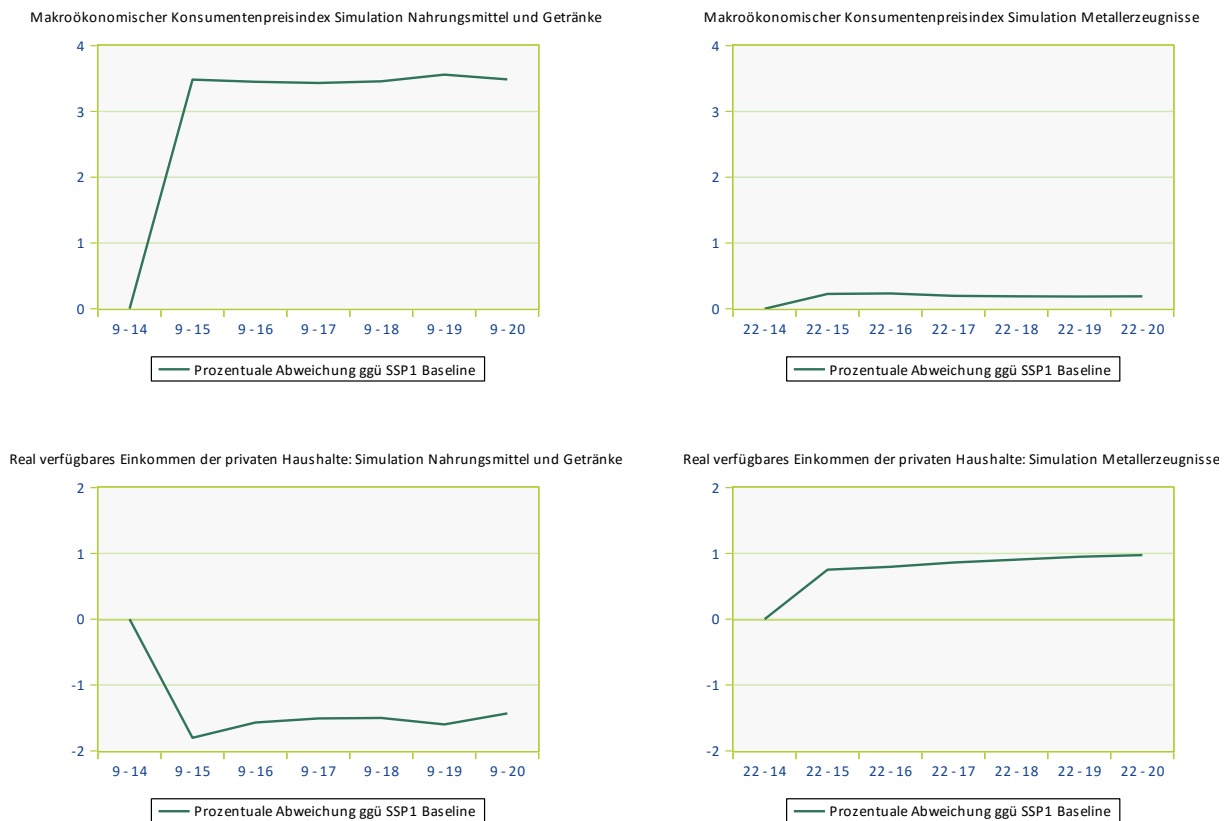 Makroökonomischer Konsumentenpreisindex Simulation Nahrungsmittel und Getränke
4
3
2
1
0
9 - 14 9 - 15 9 - 16 9 - 17 9 - 18 9 - 19 9 - 20
Prozentuale Abweichung ggü SSP1 Baseline
Makroökonomischer Konsumentenpreisindex Simulation Metallerzeugnisse
4
3
2
1
0
22 - 14 22 - 15 22 - 16 22 - 17 22 - 18 22 - 19 22 - 20
Prozentuale Abweichung ggü SSP1 Baseline
Real verfügbares Einkommen der privaten Haushalte: Simulation Nahrungsmittel und Getränke
2
1
0
-1
-2
9 - 14 9 - 15 9 - 16 9 - 17 9 - 18 9 - 19 9 - 20
Prozentuale Abweichung ggü SSP1 Baseline
Real verfügbares Einkommen der privaten Haushalte: Simulation Metallerzeugnisse
2
1
0
-1
-2
22 - 14 22 - 15 22 - 16 22 - 17 22 - 18 22 - 19 22 - 20
Prozentuale Abweichung ggü SSP1 Baseline